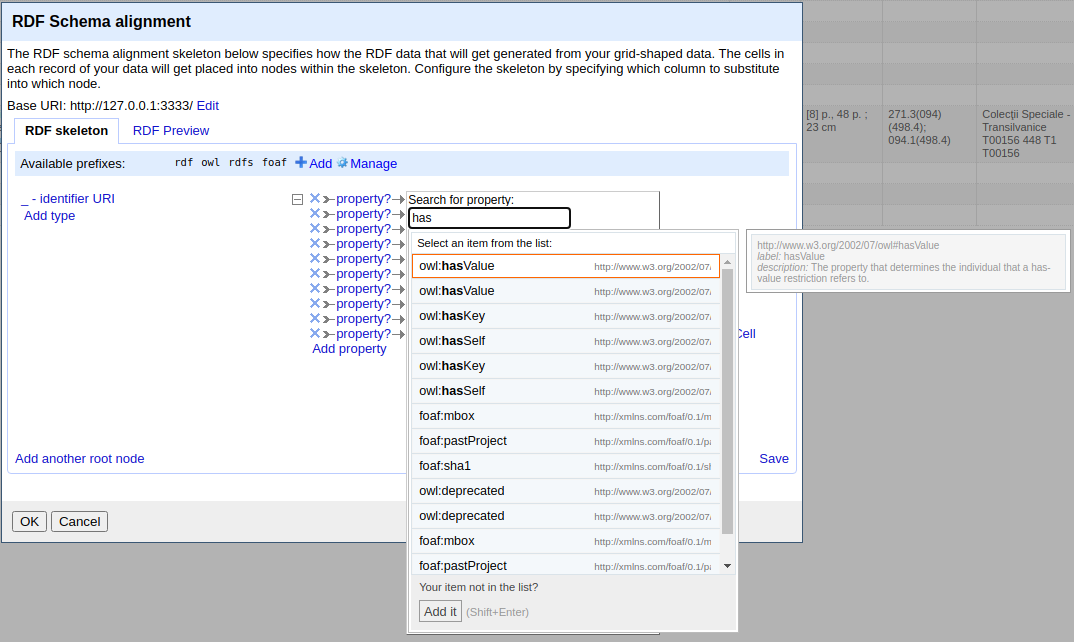 RDF Schema alignment
The RDF schema alignment skeleton below specifies how the RDF data that will get generated from your grid-shaped data. The cells in
each record of your data will get placed into nodes within the skeleton. Configure the skeleton by specifying which column to substitute
into which node.
Base URI: http://127.0.0.1:3333/ Edit
RDF skeleton RDF Preview
Available prefixes: rdf owl rdfs foaf Add Manage
_ - identifier URI
Add type
property?
property?
property?
property?
property?
property?
property?
property?
property?
property?
Add property
Search for property:
has
Select an item from the list:
owl:hasValue http://www.w3.org/2002/07/
owl:hasValue http://www.w3.org/2002/07/
owl:hasKey http://www.w3.org/2002/07/
owl:hasSelf http://www.w3.org/2002/07/
owl:hasKey http://www.w3.org/2002/07/
owl:hasSelf http://www.w3.org/2002/07/
foaf:mbox http://xmlns.com/foaf/0.1/m
foaf:pastProject http://xmlns.com/foaf/0.1/pa
foaf:sha1 http://xmlns.com/foaf/0.1/sl
owl:deprecated http://www.w3.org/2002/07/
owl:deprecated http://www.w3.org/2002/07/
foaf:mbox http://xmlns.com/foaf/0.1/m
foaf:pastProject http://xmlns.com/foaf/0.1/pa
Your item not in the list?
Add it (Shift+Enter)
Cell
http://www.w3.org/2002/07/owl#hasValue
label: hasValue
description: The property that determines the individual that a has-
value restriction refers to.
Add another root node
Save
OK Cancel
[8] p., 48 p. ;
23 cm
271.3(094)
(498.4);
094.1(498.4)
Colecții Speciale -
Transilvanice
T00156 448 T1
T00156